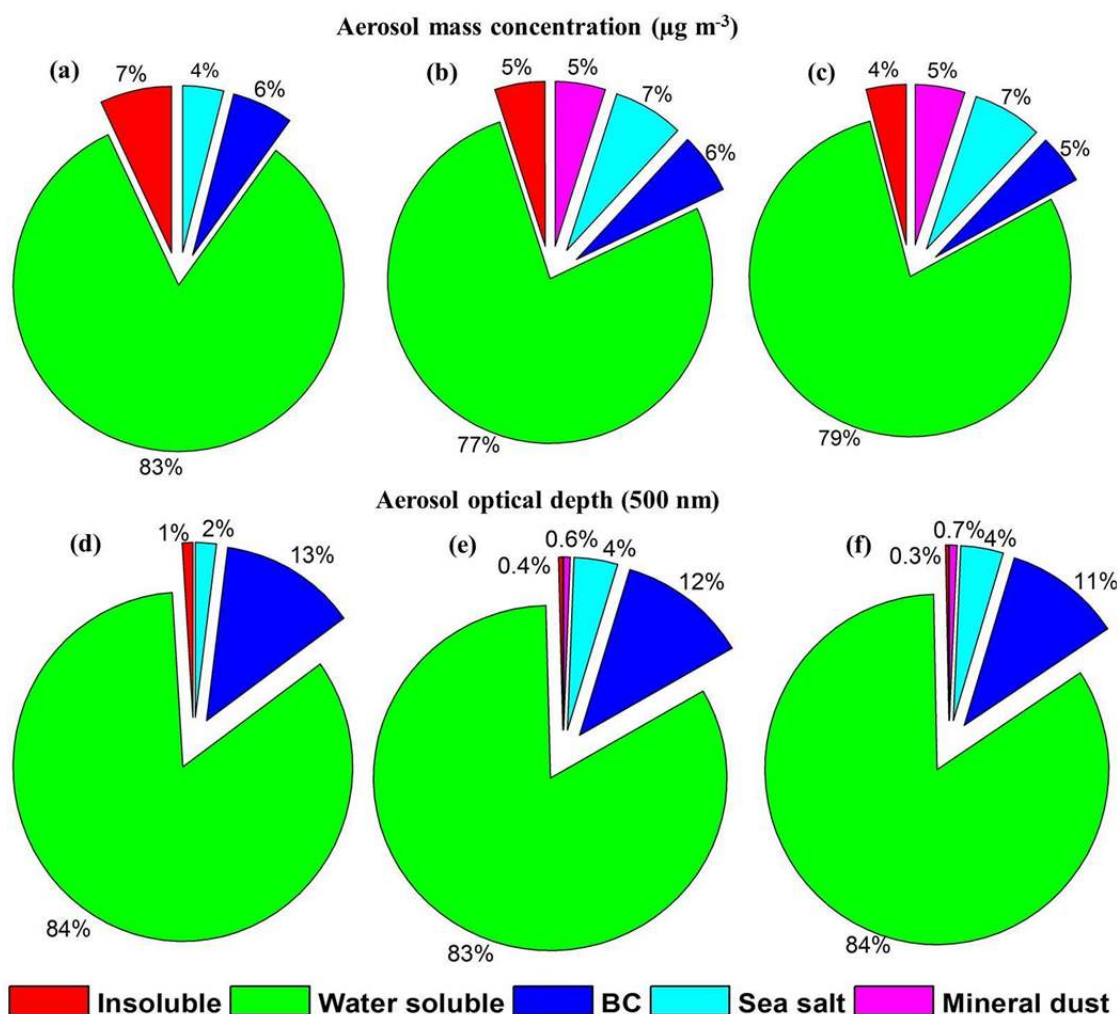 Aerosol mass concentration (µg m⁻³)
(a) 7% 4% 6% 83%
(b) 5% 5% 7% 6% 77%
(c) 4% 5% 7% 5% 79%
Aerosol optical depth (500 nm)
(d) 1% 2% 13% 84%
(e) 0.4% 0.6% 4% 12% 83%
(f) 0.3% 0.7% 4% 11% 84%
Insoluble Water soluble BC Sea salt Mineral dust